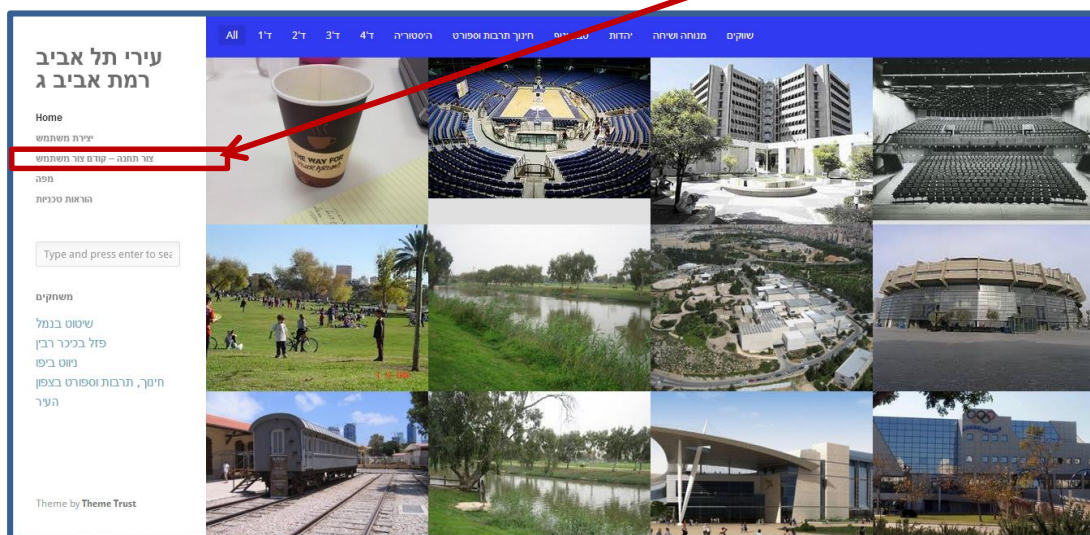 עירי תל אביב
רמת אביב ג
Home
יצירת משתמש
צור תחנה – קודם צור משתמש
מפה
הוראות טכניות
Type and press enter to sea
משחקים
שיטוט בנמל
פזל בכיכר רבין
ניווט ביפו
חינוך, תרבות וספורט בצפון
העיר
Theme by Theme Trust
All ד'1 ד'2 ד'3 ד'4 היסטוריה חינוך תרבות וספורט יהדות מנוחה ושיחה שווקים
THE WAY FOR